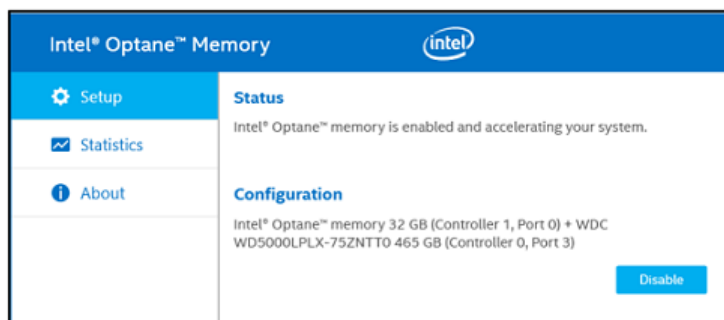 Intel® Optane™ Memory
intel
Setup
Statistics
About
Status
Intel® Optane™ memory is enabled and accelerating your system.
Configuration
Intel® Optane™ memory 32 GB (Controller 1, Port 0) + WDC
WD5000LPLX-75ZNTT0 465 GB (Controller 0, Port 3)
Disable